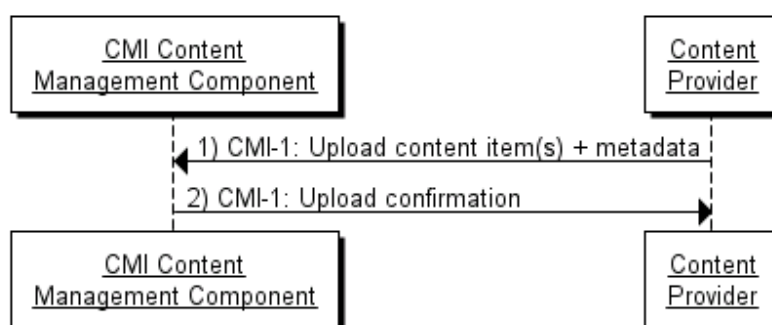 CMI Content
Management Component
Content
Provider
1) CMI-1: Upload content item(s) + metadata
2) CMI-1: Upload confirmation
CMI Content
Management Component
Content
Provider